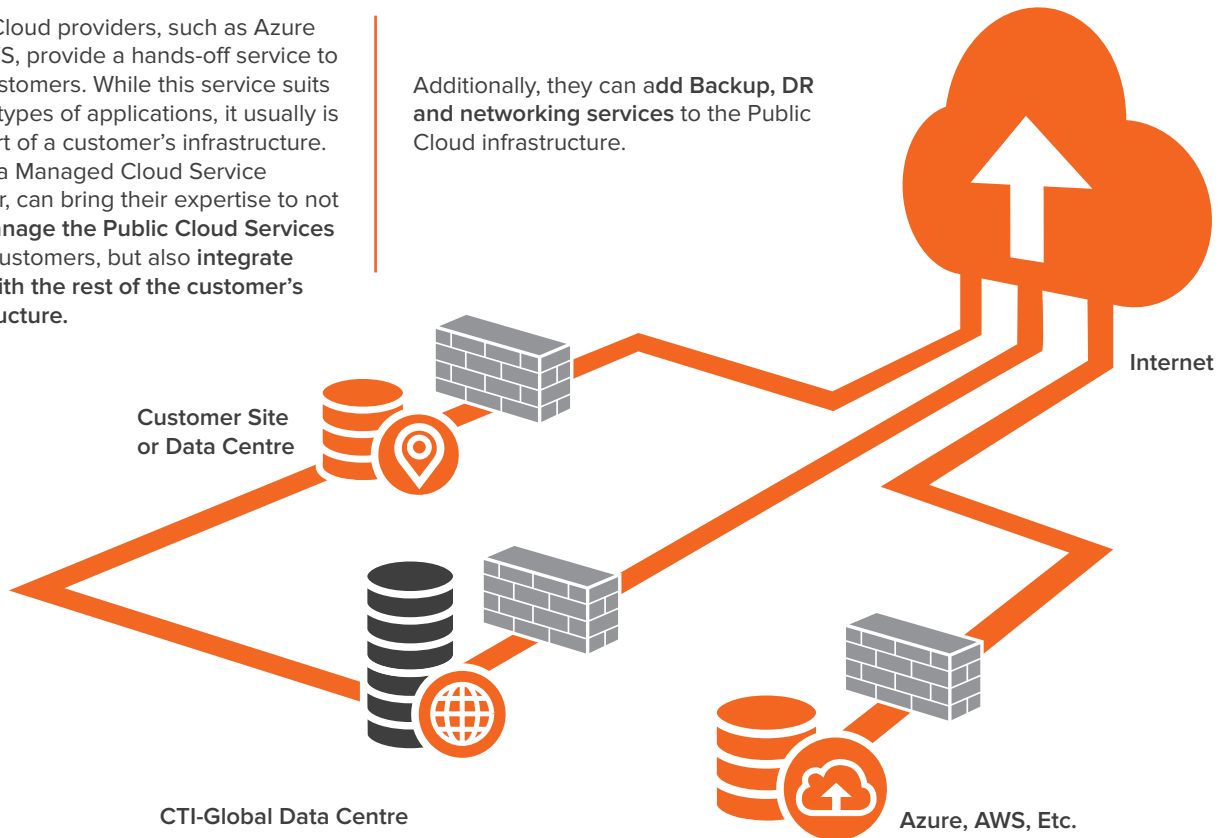 Cloud providers, such as Azure
S, provide a hands-off service to
stomers. While this service suits
types of applications, it usually is
rt of a customer’s infrastructure.
a Managed Cloud Service
r, can bring their expertise to not
nage the Public Cloud Services
ustomers, but also integrate
ith the rest of the customer’s
ucture.
Additionally, they can add Backup, DR
and networking services to the Public
Cloud infrastructure.
Internet
Customer Site
or Data Centre
CTI-Global Data Centre
Azure, AWS, Etc.